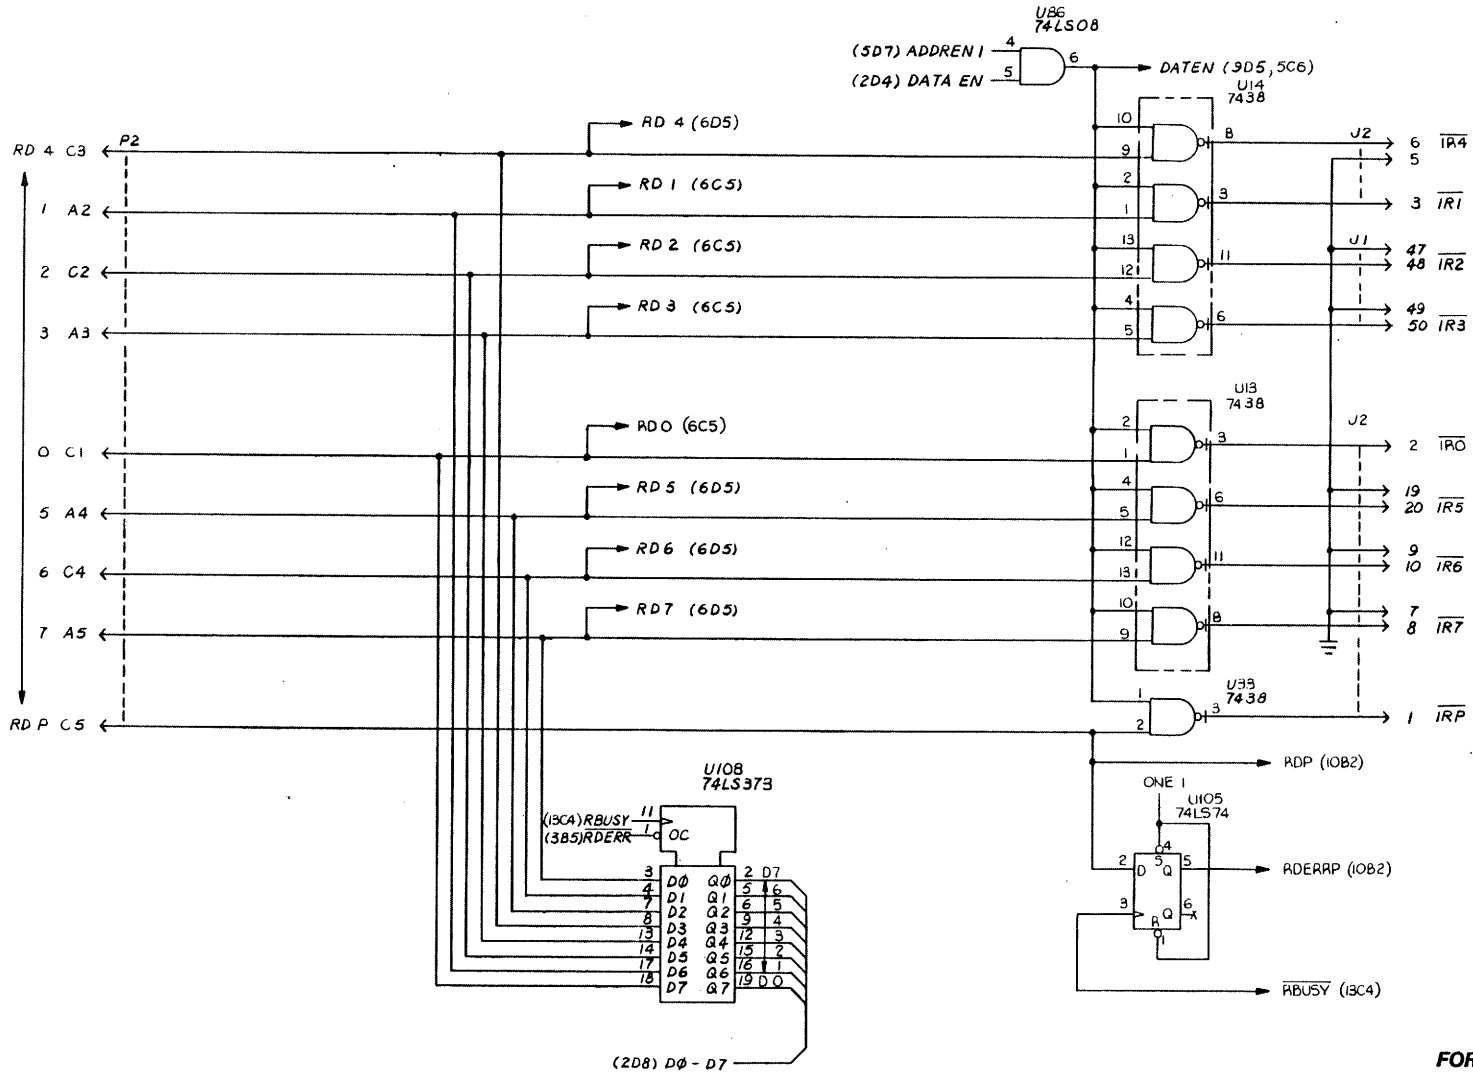 U86
74LS08
(5D7) ADDREN 1 4
6
(2D4) DATA EN 5
DATEN (9D5, 5C6)
U14
7438
RD 4 (6D5)
10 8 J2
RD 4 C3 P2
9 6 IR4
5
RD 1 (6C5)
2 3
1 A2
1 3 IR1
RD 2 (6C5)
13 11 J1 47
2 C2
12 48 IR2
RD 3 (6C5)
4 6 49
3 A3
5 50 IR3
U13
7438
RD0 (6C5)
2 3 J2 2 IR0
0 C1
1
RD 5 (6D5)
4 6 19
5 A4
5 20 IR5
RD6 (6D5)
12 11 9
6 C4
13 10 IR6
RD7 (6D5)
10 8 7
7 A5
9 8 IR7
U33
7438
1 3
RD P C5
2 1 IRP
RDP (10B2)
U108
74LS373
ONE 1
U105
74LS74
(13C4) RBUSY 11
(3B5) RDERR 1 OC
4
S
2 D Q 5 RDERRP (10B2)
3 Q 6
R
1
3 DØ QØ 2 D7
4 D1 Q1 5 6
7 D2 Q2 6 5
8 D3 Q3 9 4
13 D4 Q4 12 3
14 D5 Q5 15 2
17 D6 Q6 16 1
18 D7 Q7 19 D0
RBUSY (13C4)
(2D8) DØ - D7
FOR